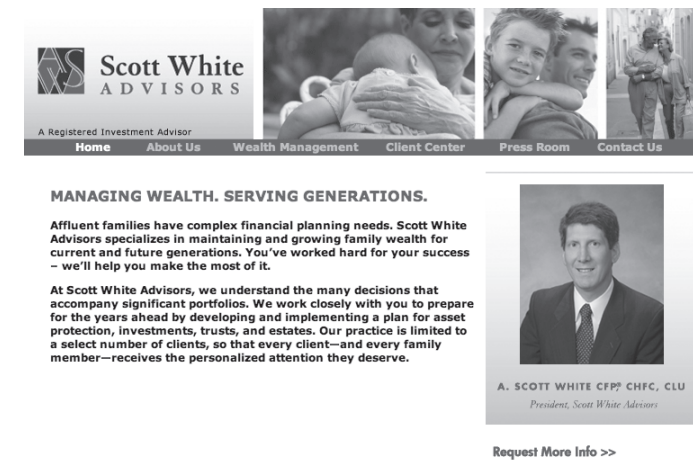 Scott White
ADVISORS
A Registered Investment Advisor
Home About Us Wealth Management Client Center Press Room Contact Us
MANAGING WEALTH. SERVING GENERATIONS.
Affluent families have complex financial planning needs. Scott White
Advisors specializes in maintaining and growing family wealth for
current and future generations. You’ve worked hard for your success
– we’ll help you make the most of it.
At Scott White Advisors, we understand the many decisions that
accompany significant portfolios. We work closely with you to prepare
for the years ahead by developing and implementing a plan for asset
protection, investments, trusts, and estates. Our practice is limited to
a select number of clients, so that every client—and every family
member—receives the personalized attention they deserve.
A. SCOTT WHITE CFP®, CHFC, CLU
President, Scott White Advisors
Request More Info >>